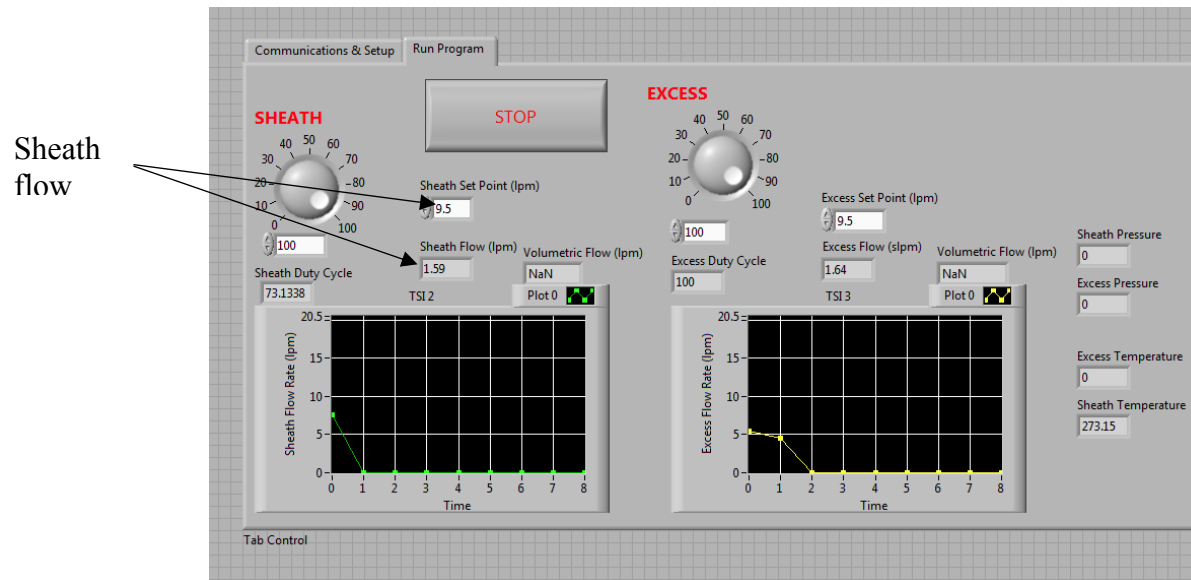 Communications & Setup
Run Program
Sheath
flow
SHEATH
0
10
20
30
40
50
60
70
80
90
100
100
STOP
Sheath Set Point (lpm)
9.5
Sheath Flow (lpm)
1.59
Volumetric Flow (lpm)
NaN
Sheath Duty Cycle
73.1338
TSI 2
Plot 0
Sheath Flow Rate (lpm)
20.5
15
10
5
0
0 1 2 3 4 5 6 7 8
Time
EXCESS
0
10
20
30
40
50
60
70
80
90
100
100
Excess Set Point (lpm)
9.5
Excess Flow (slpm)
1.64
Volumetric Flow (lpm)
NaN
Excess Duty Cycle
100
TSI 3
Plot 0
Excess Flow Rate (lpm)
20.5
15
10
5
0
0 1 2 3 4 5 6 7 8
Time
Sheath Pressure
0
Excess Pressure
0
Excess Temperature
0
Sheath Temperature
273.15
Tab Control